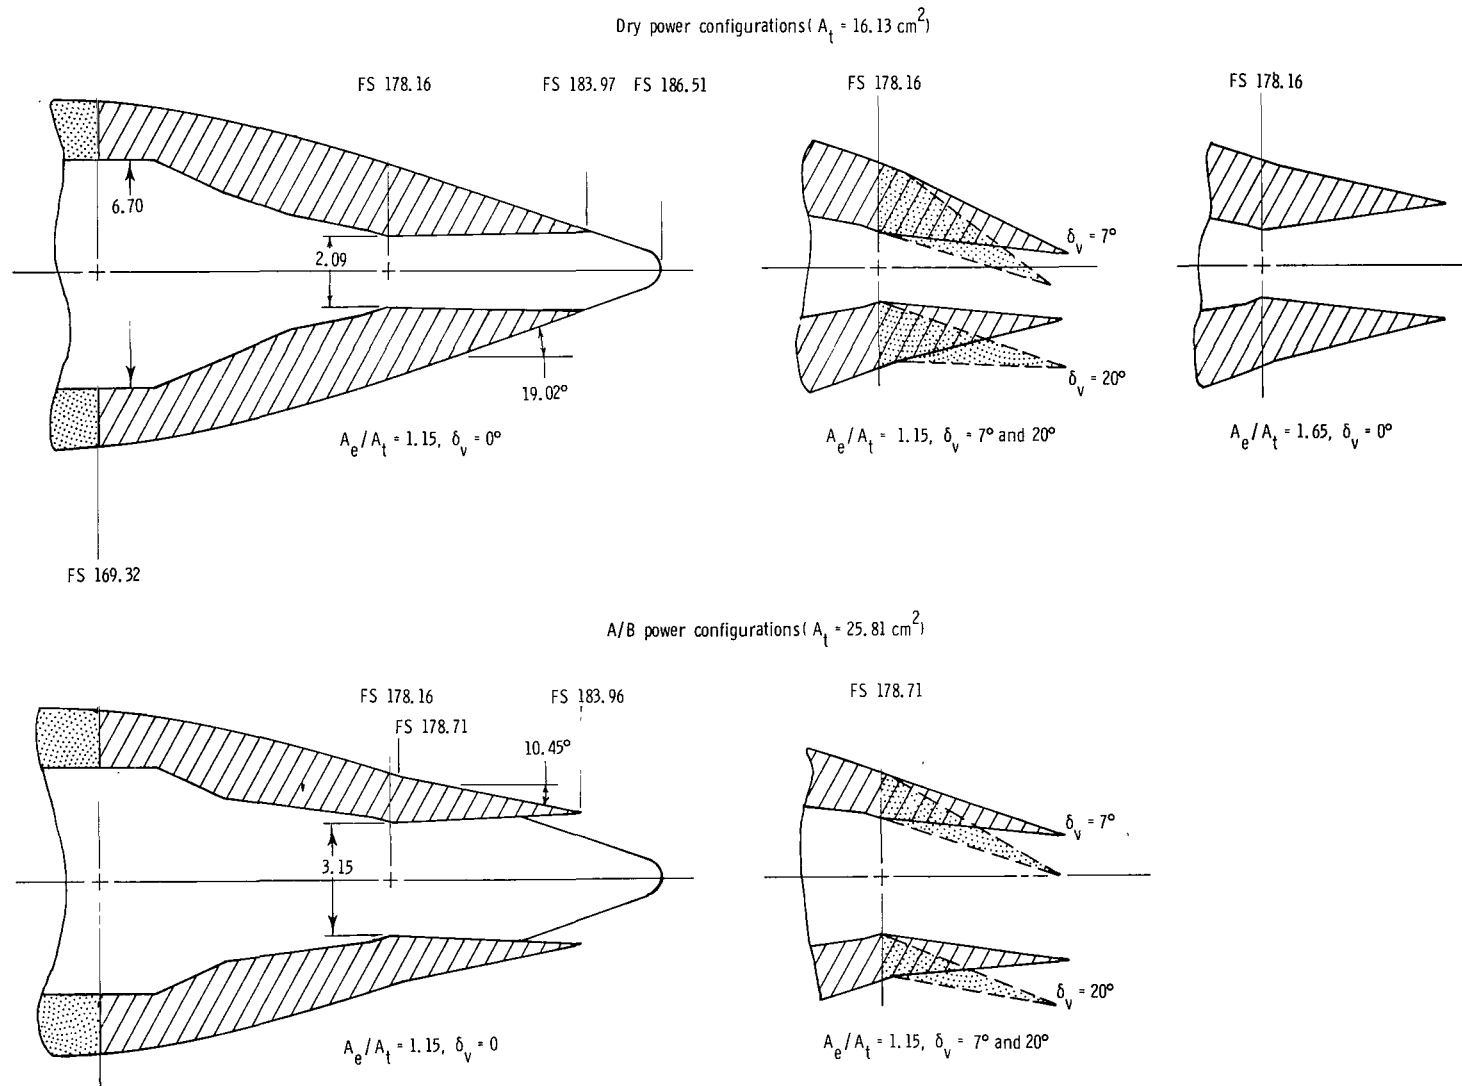 Dry power configurations ( A_t = 16.13 cm^2)
FS 178.16 FS 183.97 FS 186.51 FS 178.16 FS 178.16
6.70
2.09
19.02°
δ_v = 7°
δ_v = 20°
A_e/A_t = 1.15, δ_v = 0° A_e/A_t = 1.15, δ_v = 7° and 20° A_e/A_t = 1.65, δ_v = 0°
FS 169.32
A/B power configurations ( A_t = 25.81 cm^2)
FS 178.16 FS 183.96 FS 178.71
FS 178.71
10.45°
3.15
δ_v = 7°
δ_v = 20°
A_e/A_t = 1.15, δ_v = 0 A_e/A_t = 1.15, δ_v = 7° and 20°